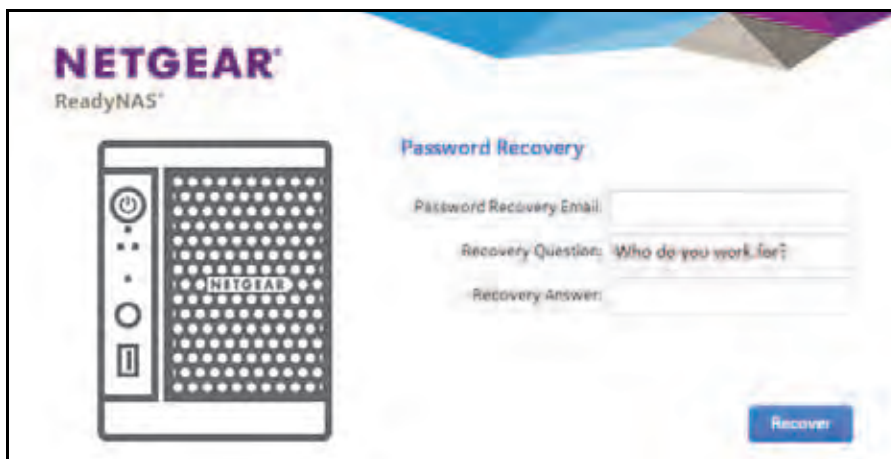 NETGEAR®
ReadyNAS®
Password Recovery
Password Recovery Email:
Recovery Question: Who do you work for?
Recovery Answer:
NETGEAR
Recover